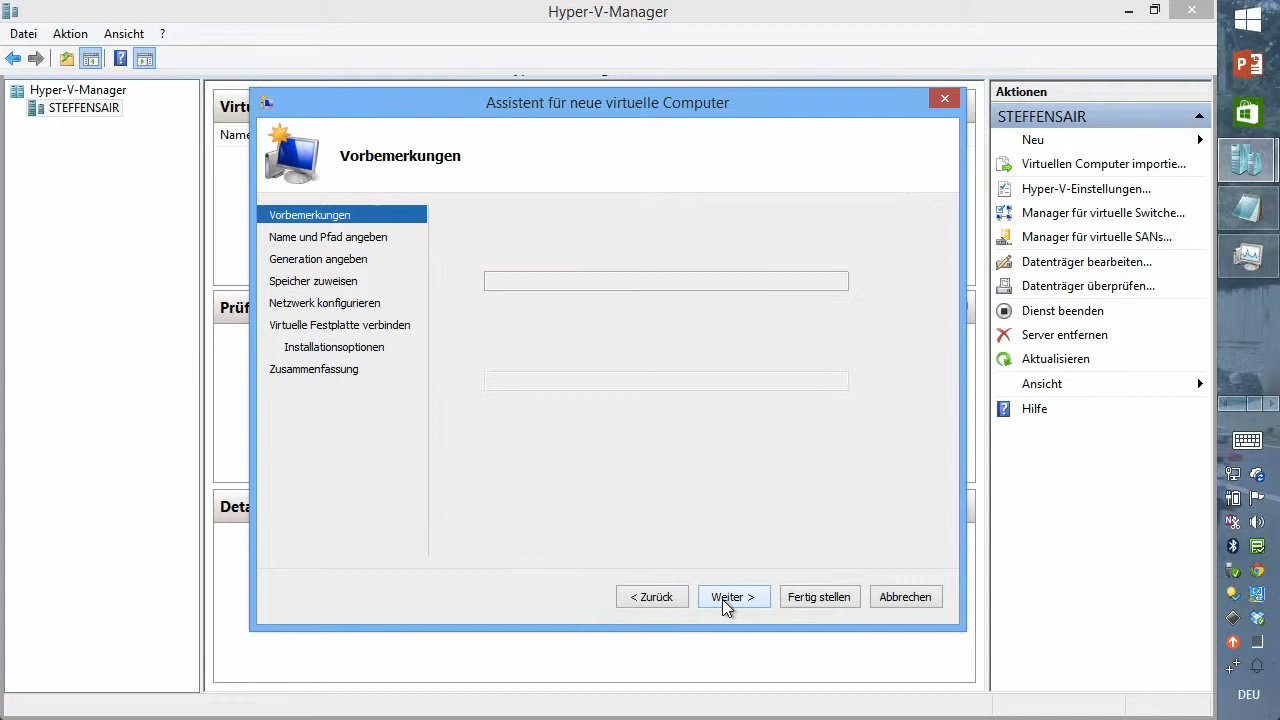 Hyper-V-Manager
Datei Aktion Ansicht ?
Hyper-V-Manager
STEFFENSAIR
Virtu
Name
Prüf
Deta
Assistent für neue virtuelle Computer
Vorbemerkungen
Vorbemerkungen
Name und Pfad angeben
Generation angeben
Speicher zuweisen
Netzwerk konfigurieren
Virtuelle Festplatte verbinden
Installationsoptionen
Zusammenfassung
< Zurück
Weiter >
Fertig stellen
Abbrechen
Aktionen
STEFFENSAIR
Neu
Virtuellen Computer importie...
Hyper-V-Einstellungen...
Manager für virtuelle Switche...
Manager für virtuelle SANs...
Datenträger bearbeiten...
Datenträger überprüfen...
Dienst beenden
Server entfernen
Aktualisieren
Ansicht
Hilfe
DEU